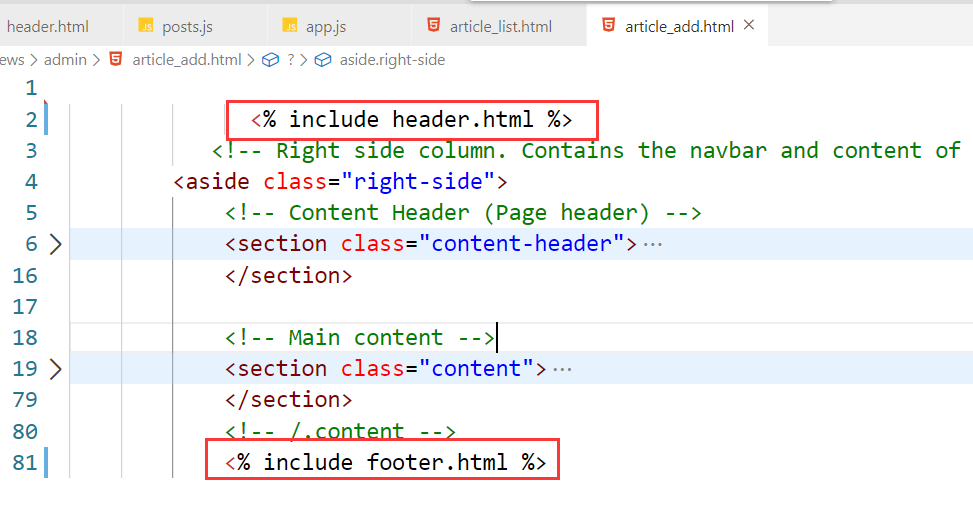 header.html JS posts.js JS app.js article_list.html article_add.html ×
ews > admin > article_add.html > ? > aside.right-side
1
2 <% include header.html %>
3 <!-- Right side column. Contains the navbar and content of
4 <aside class="right-side">
5 <!-- Content Header (Page header) -->
6 <section class="content-header">···
16 </section>
17
18 <!-- Main content -->
19 <section class="content">···
79 </section>
80 <!-- /.content -->
81 <% include footer.html %>